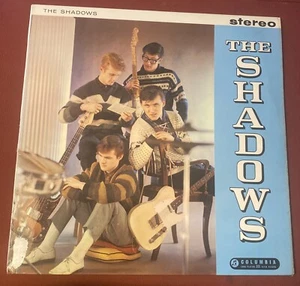 THE SHADOWS
stereo
THE
SHADOWS
COLUMBIA